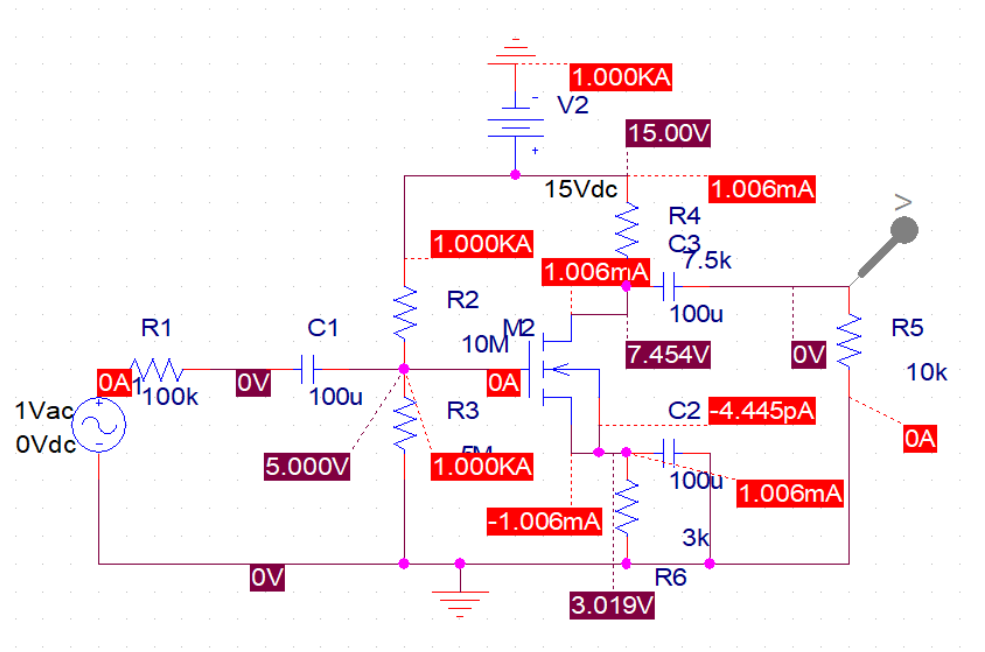 1.000KA
-
V2
+
15.00V
15Vdc
1.006mA
R4
C3
7.5k
1.000KA
1.006mA
>
R2
10M
M2
100u
7.454V
0V
R5
10k
R1
C1
0A
1
100k
0V
100u
0A
1Vac
0Vdc
+
-
R3
5M
5.000V
1.000KA
C2
-4.445pA
100u
0A
1.006mA
-1.006mA
3k
R6
0V
3.019V